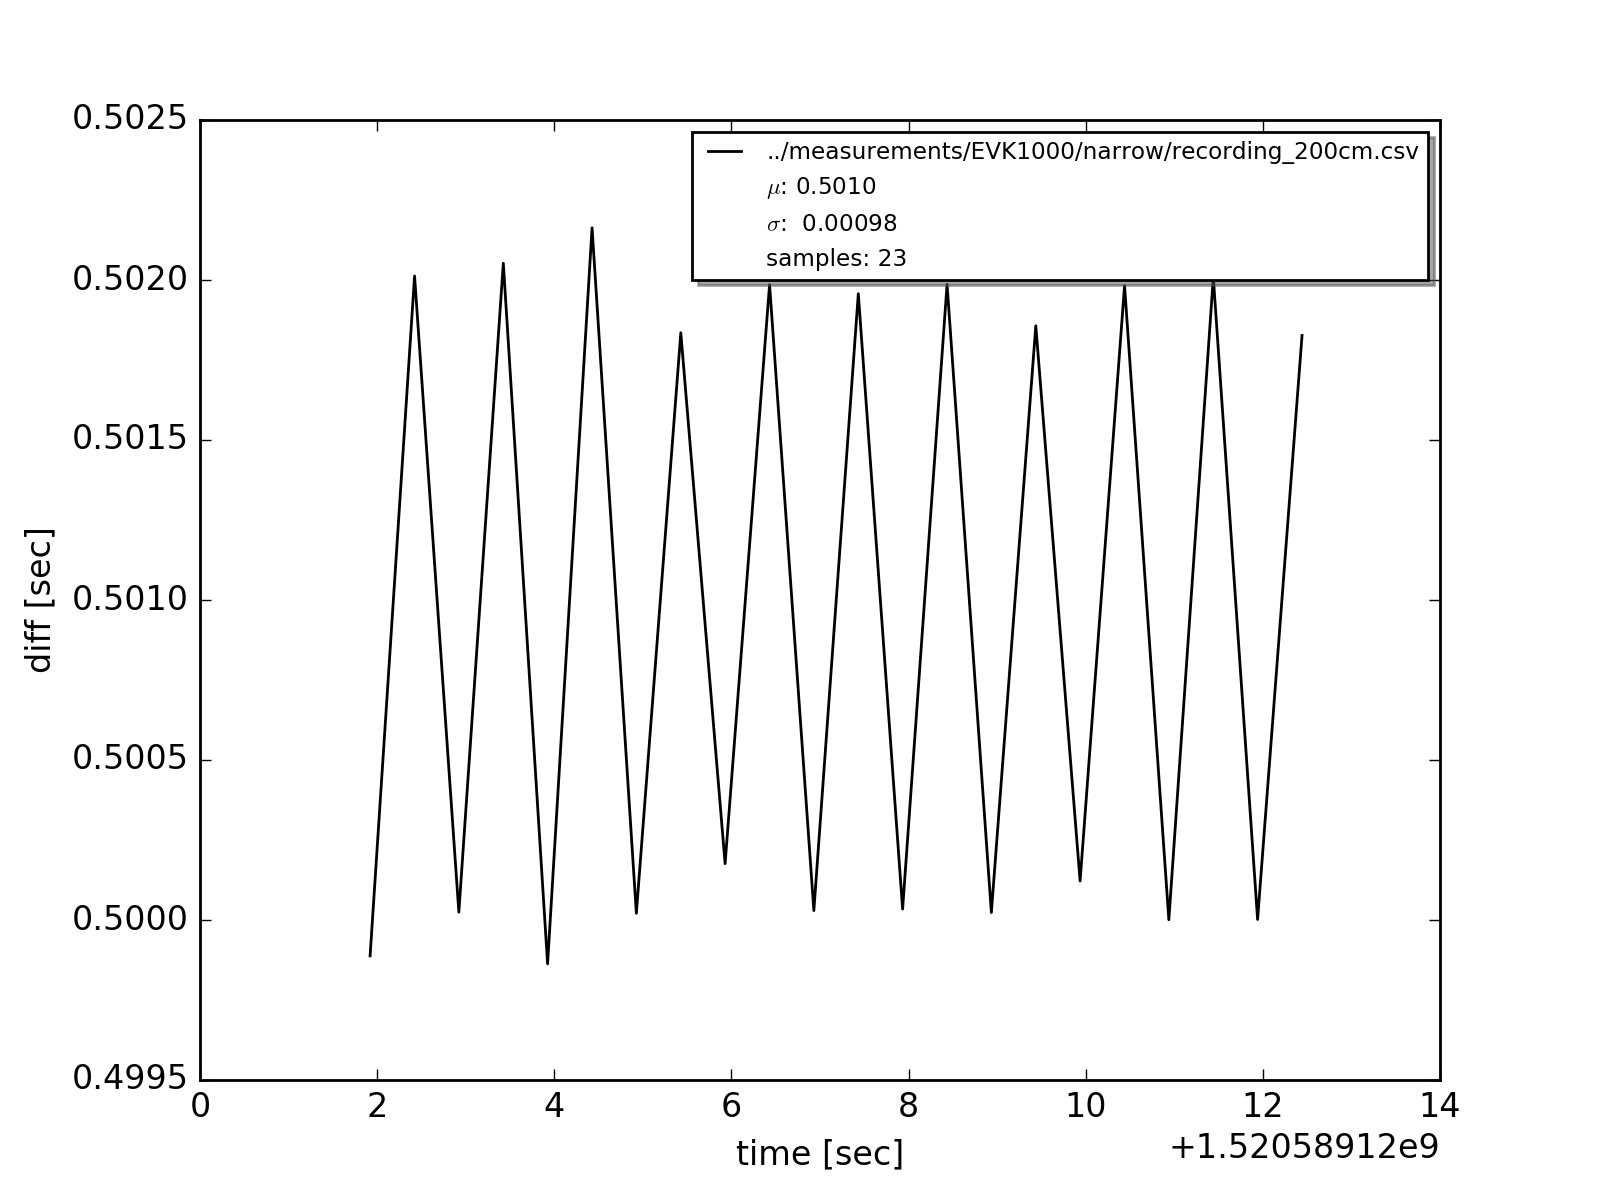 0.5025
0.5020
0.5015
0.5010
0.5005
0.5000
0.4995
diff [sec]
../measurements/EVK1000/narrow/recording_200cm.csv
μ: 0.5010
σ: 0.00098
samples: 23
0 2 4 6 8 10 12 14
time [sec]
+1.52058912e9